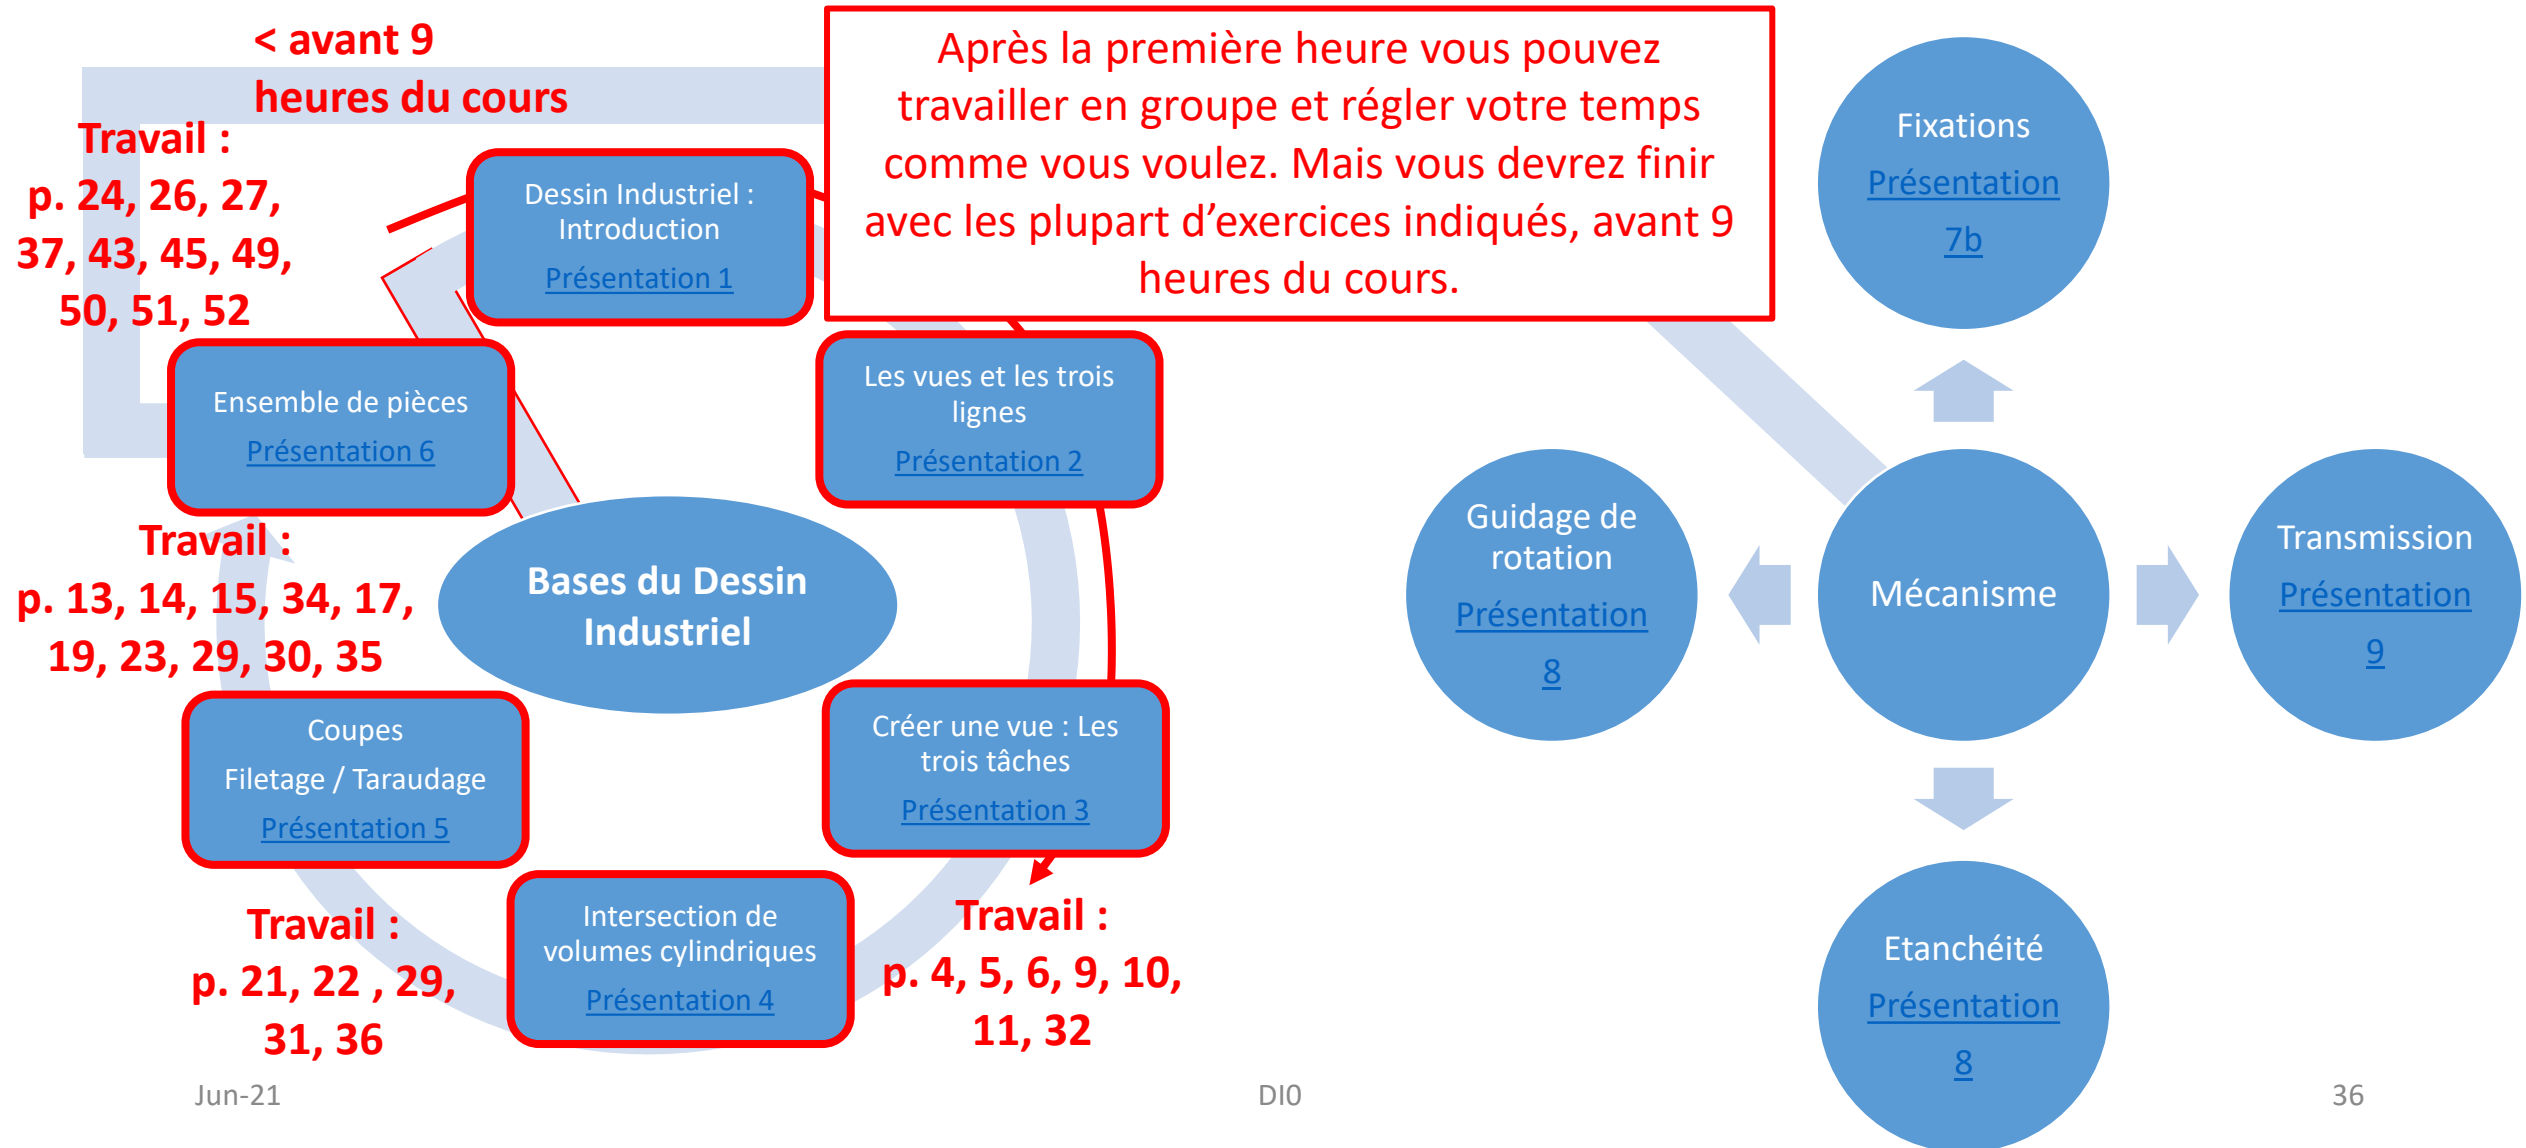 < avant 9
heures du cours
Travail :
p. 24, 26, 27,
37, 43, 45, 49,
50, 51, 52
Après la première heure vous pouvez
travailler en groupe et régler votre temps
comme vous voulez. Mais vous devrez finir
avec les plupart d’exercices indiqués, avant 9
heures du cours.
Dessin Industriel :
Introduction
Présentation 1
Les vues et les trois
lignes
Présentation 2
Ensemble de pièces
Présentation 6
Travail :
p. 13, 14, 15, 34, 17,
19, 23, 29, 30, 35
Bases du Dessin
Industriel
Coupes
Filetage / Taraudage
Présentation 5
Créer une vue : Les
trois tâches
Présentation 3
Travail :
p. 21, 22 , 29,
31, 36
Intersection de
volumes cylindriques
Présentation 4
Travail :
p. 4, 5, 6, 9, 10,
11, 32
Fixations
Présentation
7b
Guidage de
rotation
Présentation
8
Mécanisme
Transmission
Présentation
9
Etanchéité
Présentation
8
Jun-21
DI0
36